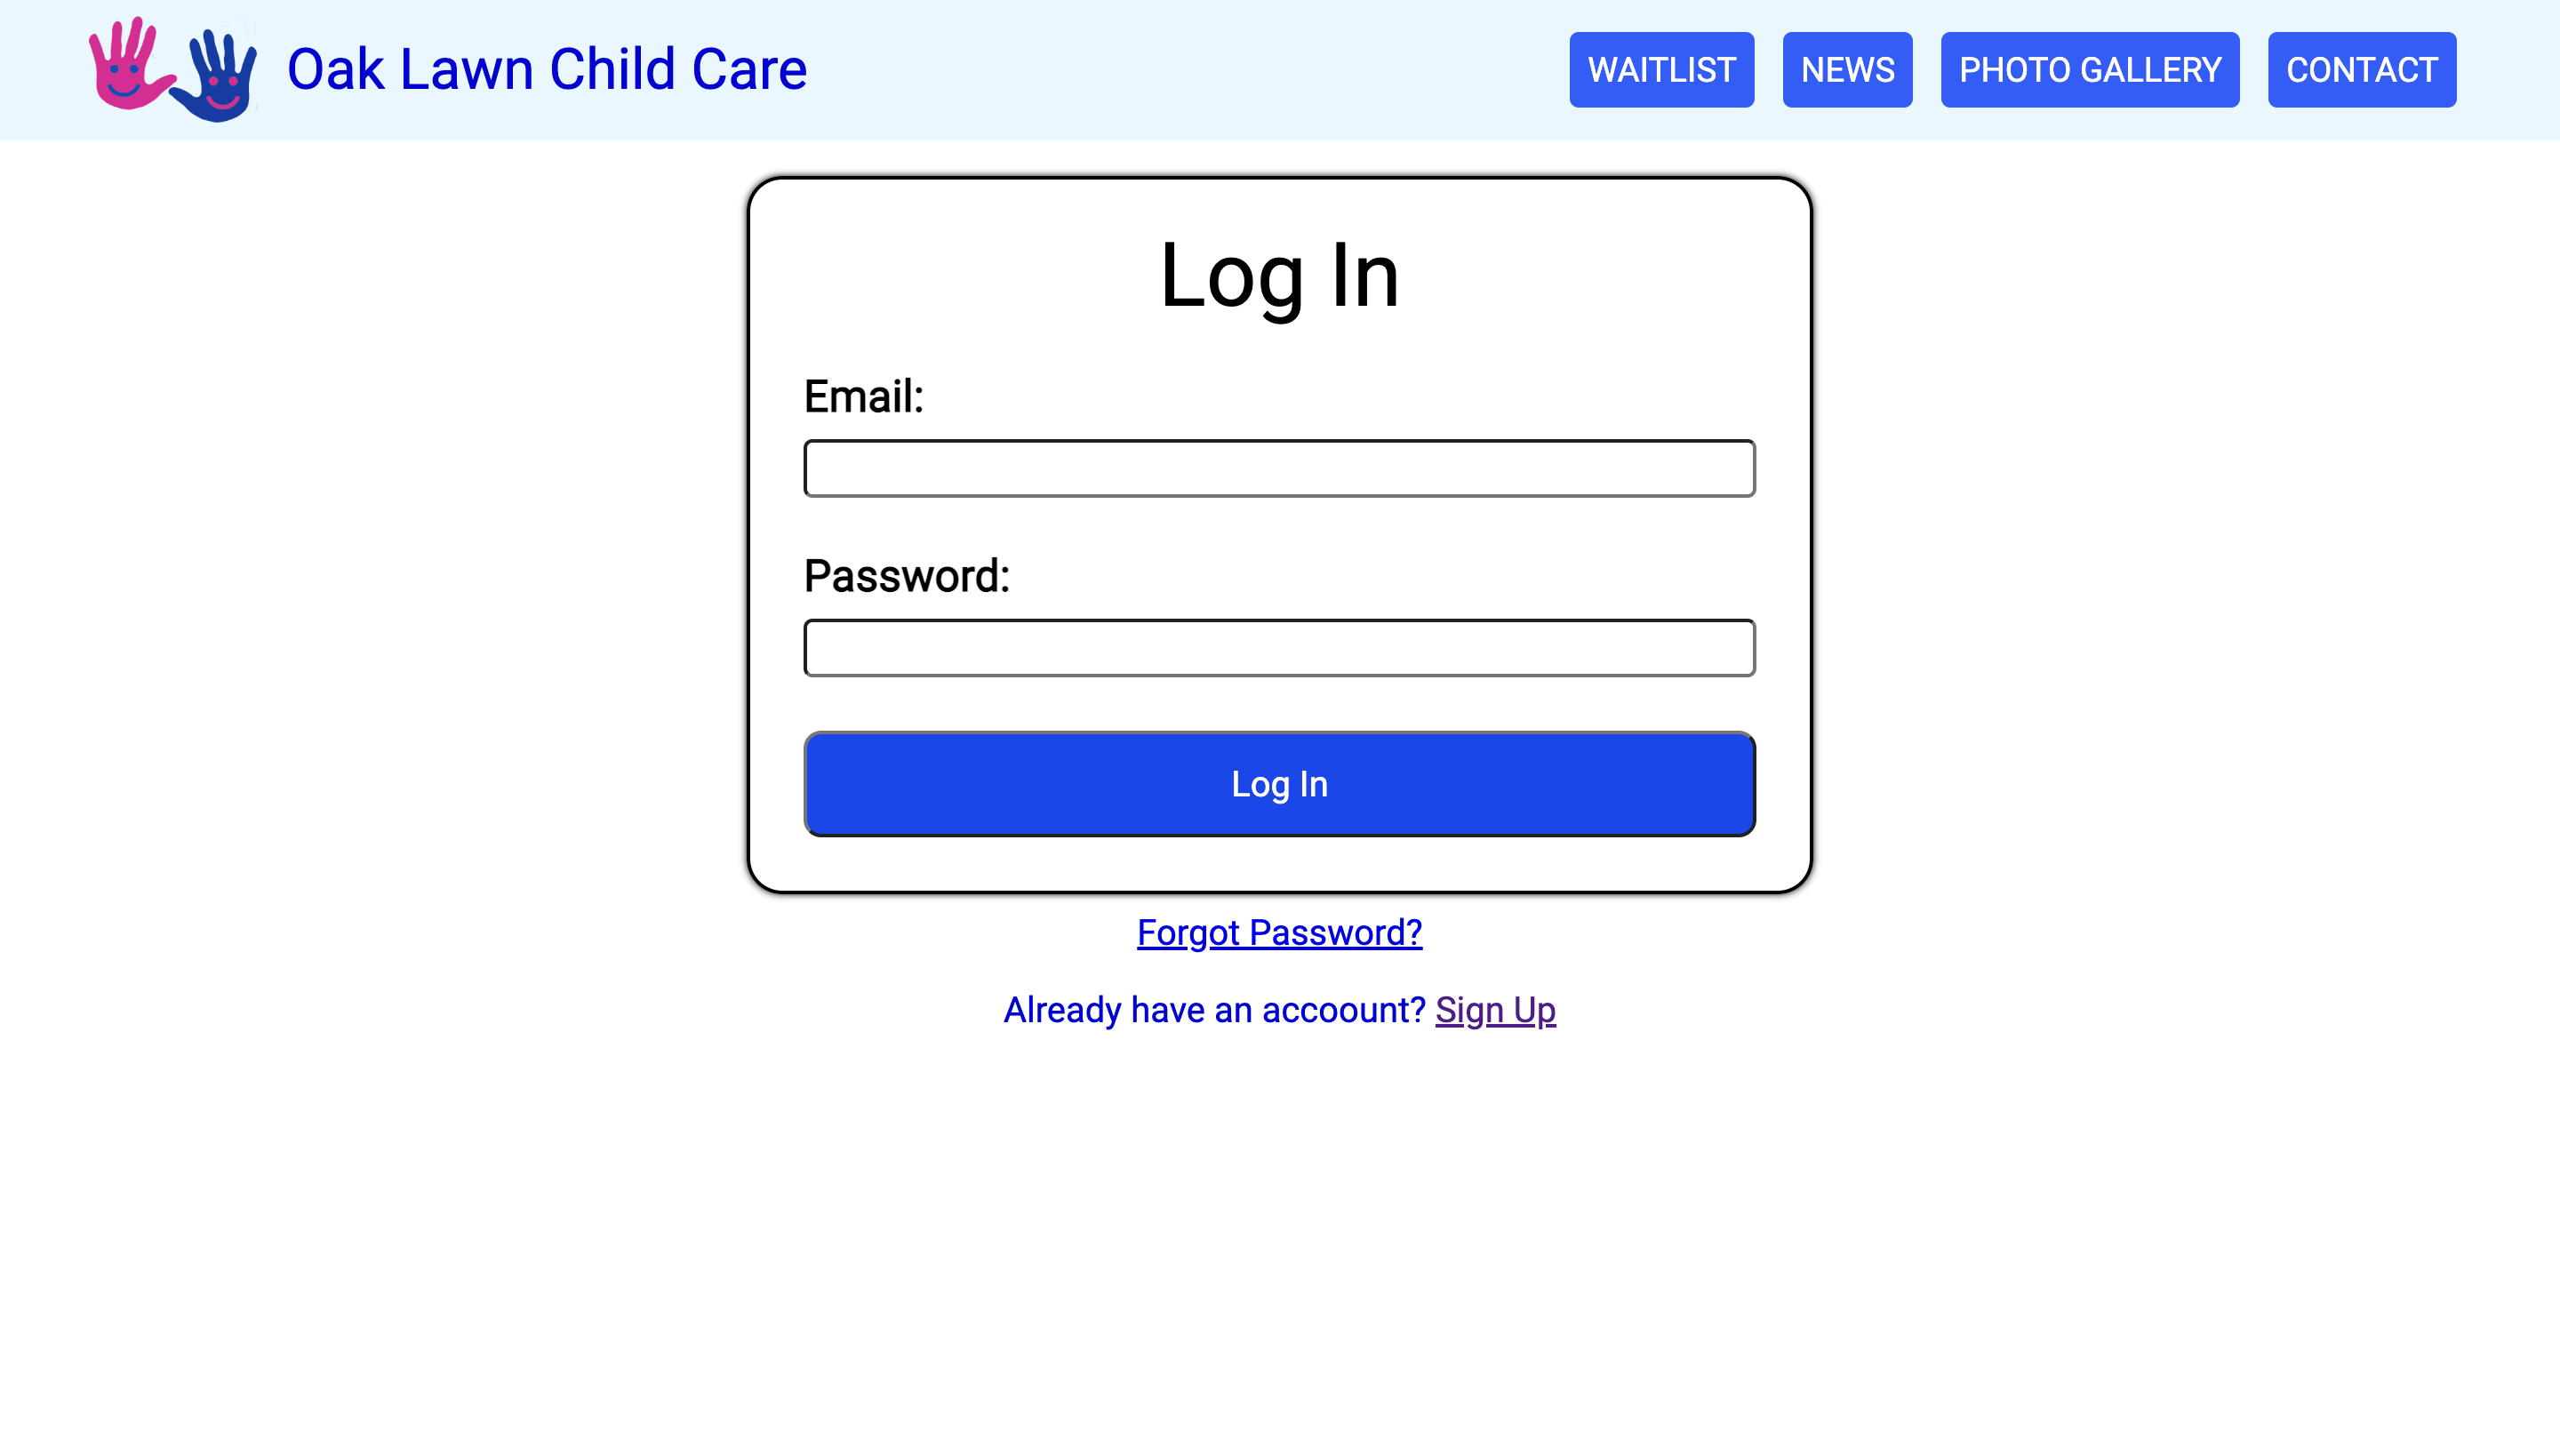 Oak Lawn Child Care
WAITLIST NEWS PHOTO GALLERY CONTACT
Log In
Email:
Password:
Log In
Forgot Password?
Already have an accoount? Sign Up